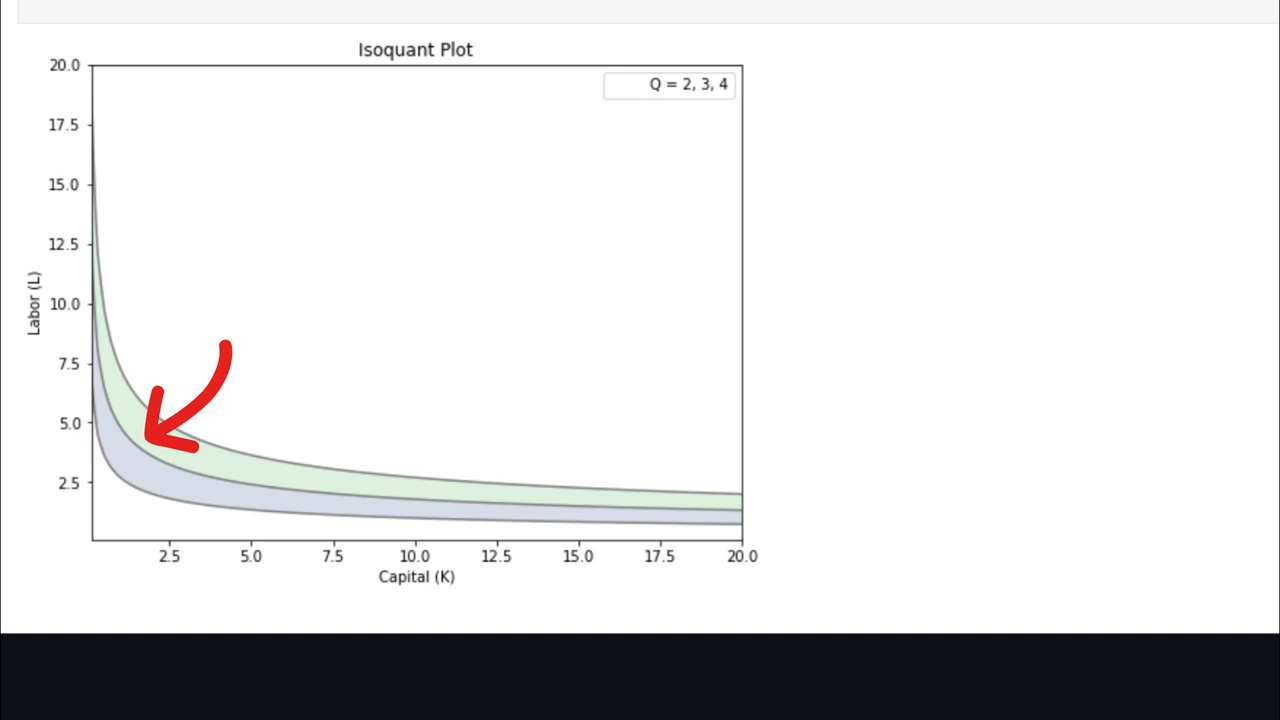 Isoquant Plot
Q = 2, 3, 4
20.0
17.5
15.0
12.5
10.0
7.5
5.0
2.5
Labor (L)
2.5 5.0 7.5 10.0 12.5 15.0 17.5 20.0
Capital (K)